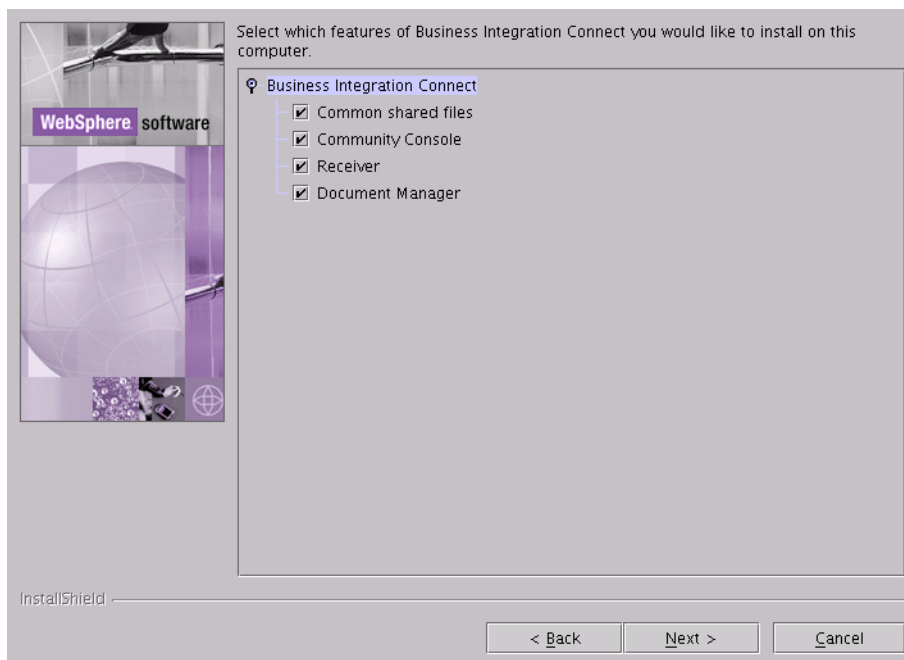 Select which features of Business Integration Connect you would like to install on this
computer.
WebSphere software
Business Integration Connect
Common shared files
Community Console
Receiver
Document Manager
InstallShield
< Back
Next >
Cancel